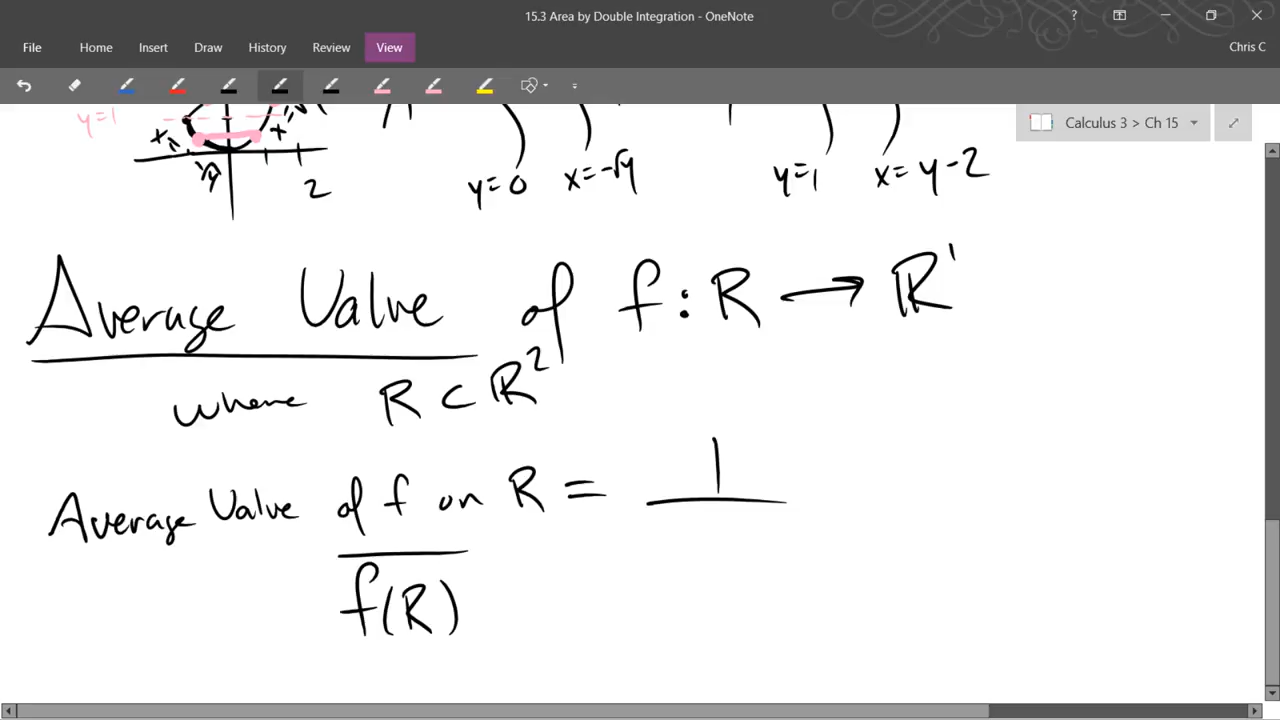 15.3 Area by Double Integration - OneNote
?
File Home Insert Draw History Review View
Chris C
Calculus 3 > Ch 15
y=1
2
y=0 x=-√y y=1 x=y-2
Average Value of f:R→ℝ¹
where R⊂ℝ²
Average Value of f on R = 1
f(R)